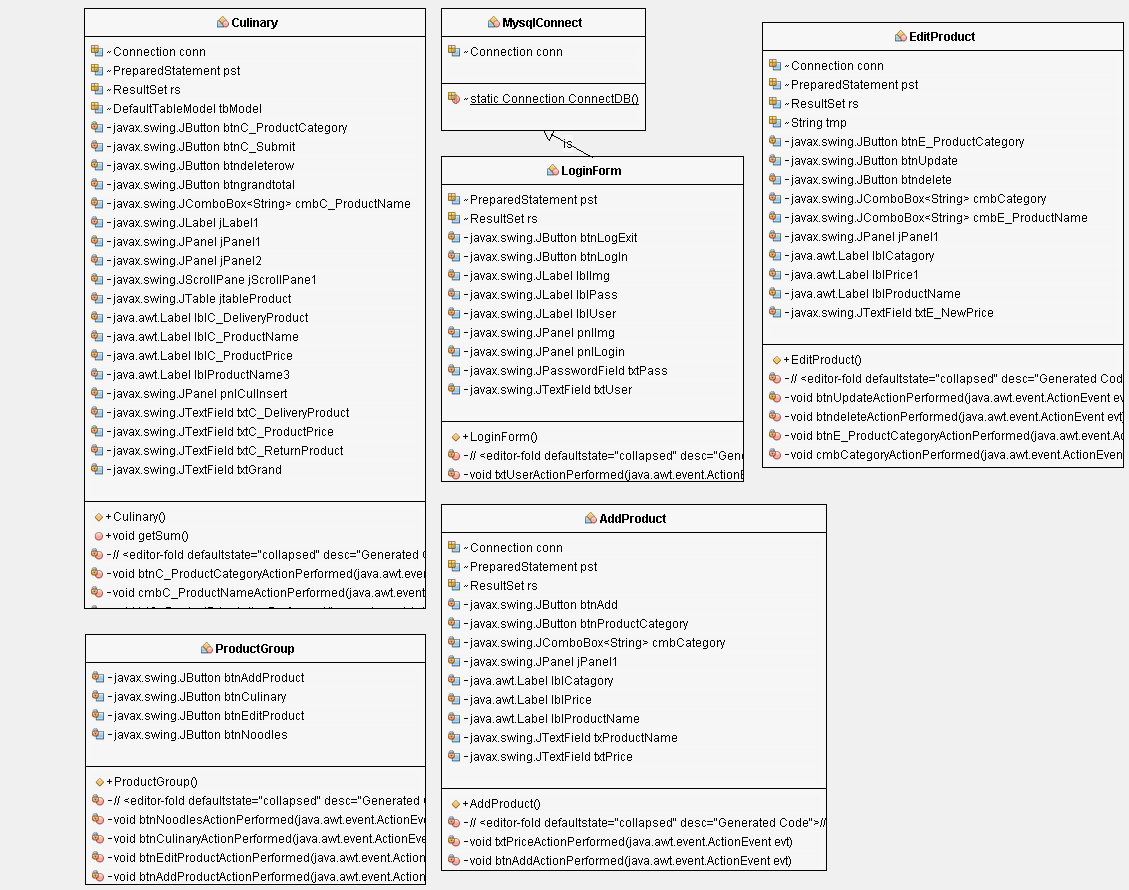 Culinary
~Connection conn
~PreparedStatement pst
~ResultSet rs
~DefaultTableModel tbModel
-javax.swing.JButton btnC_ProductCategory
-javax.swing.JButton btnC_Submit
-javax.swing.JButton btndeleterow
-javax.swing.JButton btngrandtotal
-javax.swing.JComboBox<String> cmbC_ProductName
-javax.swing.JLabel jLabel1
-javax.swing.JPanel jPanel1
-javax.swing.JPanel jPanel2
-javax.swing.JScrollPane jScrollPane1
-javax.swing.JTable jtableProduct
-java.awt.Label lblC_DeliveryProduct
-java.awt.Label lblC_ProductName
-java.awt.Label lblC_ProductPrice
-java.awt.Label lblProductName3
-javax.swing.JPanel pnlCulInsert
-javax.swing.JTextField txtC_DeliveryProduct
-javax.swing.JTextField txtC_ProductPrice
-javax.swing.JTextField txtC_ReturnProduct
-javax.swing.JTextField txtGrand
+Culinary()
+void getSum()
-// <editor-fold defaultstate="collapsed" desc="Generated
-void btnC_ProductCategoryActionPerformed(java.awt.ever
-void cmbC_ProductNameActionPerformed(java.awt.event
MysqlConnect
~Connection conn
~static Connection ConnectDB()
is
LoginForm
~PreparedStatement pst
~ResultSet rs
-javax.swing.JButton btnLogExit
-javax.swing.JButton btnLogIn
-javax.swing.JLabel lblImg
-javax.swing.JLabel lblPass
-javax.swing.JLabel lblUser
-javax.swing.JPanel pnlImg
-javax.swing.JPanel pnlLogin
-javax.swing.JPasswordField txtPass
-javax.swing.JTextField txtUser
+LoginForm()
-// <editor-fold defaultstate="collapsed" desc="Gen
-void txtUserActionPerformed(java.awt.event.ActionE
EditProduct
~Connection conn
~PreparedStatement pst
~ResultSet rs
~String tmp
-javax.swing.JButton btnE_ProductCategory
-javax.swing.JButton btnUpdate
-javax.swing.JButton btndelete
-javax.swing.JComboBox<String> cmbCategory
-javax.swing.JComboBox<String> cmbE_ProductName
-javax.swing.JPanel jPanel1
-java.awt.Label lblCatagory
-java.awt.Label lblPrice1
-java.awt.Label lblProductName
-javax.swing.JTextField txtE_NewPrice
+EditProduct()
-// <editor-fold defaultstate="collapsed" desc="Generated Cod
-void btnUpdateActionPerformed(java.awt.event.ActionEvent ev
-void btndeleteActionPerformed(java.awt.event.ActionEvent evt
-void btnE_ProductCategoryActionPerformed(java.awt.event.Ac
-void cmbCategoryActionPerformed(java.awt.event.ActionEven
ProductGroup
-javax.swing.JButton btnAddProduct
-javax.swing.JButton btnCulinary
-javax.swing.JButton btnEditProduct
-javax.swing.JButton btnNoodles
+ProductGroup()
-// <editor-fold defaultstate="collapsed" desc="Generated
-void btnNoodlesActionPerformed(java.awt.event.ActionEve
-void btnCulinaryActionPerformed(java.awt.event.ActionEve
-void btnEditProductActionPerformed(java.awt.event.Action
-void btnAddProductActionPerformed(java.awt.event.Action
AddProduct
~Connection conn
~PreparedStatement pst
~ResultSet rs
-javax.swing.JButton btnAdd
-javax.swing.JButton btnProductCategory
-javax.swing.JComboBox<String> cmbCategory
-javax.swing.JPanel jPanel1
-java.awt.Label lblCatagory
-java.awt.Label lblPrice
-java.awt.Label lblProductName
-javax.swing.JTextField txProductName
-javax.swing.JTextField txtPrice
+AddProduct()
-// <editor-fold defaultstate="collapsed" desc="Generated Code">//
-void txtPriceActionPerformed(java.awt.event.ActionEvent evt)
-void btnAddActionPerformed(java.awt.event.ActionEvent evt)